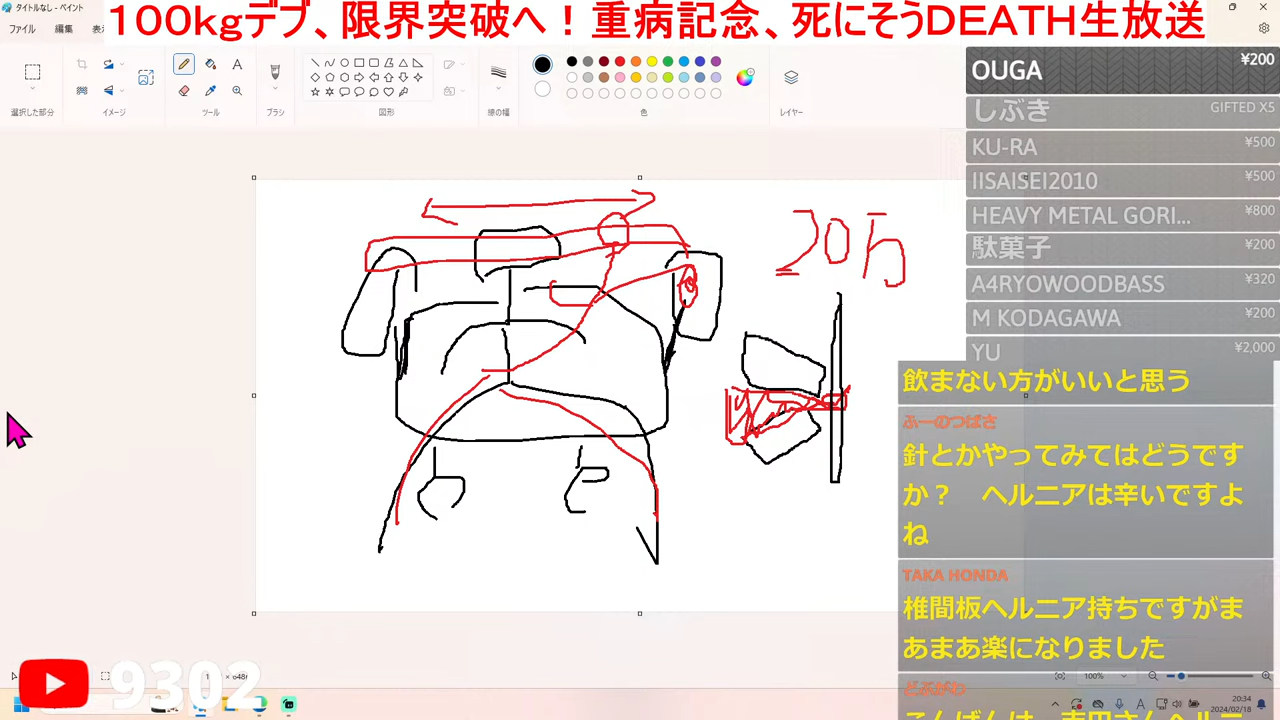 タイトルなし - ペイント
100kgデブ、限界突破へ!重病記念、死にそうDEATH生放送
ファイル
編集
選択した部分
イメージ
ツール
ブラシ
図形
線の幅
色
レイヤー
OUGA ¥200
しぶき GIFTED X5
KU-RA ¥500
IISAISEI2010 ¥500
HEAVY METAL GORI... ¥800
駄菓子 ¥200
A4RYOWOODBASS ¥320
M KODAGAWA ¥200
YU ¥2,000
20万
飲まない方がいいと思う
ふーのつばさ
針とかやってみてはどうです
か? ヘルニアは辛いですよ
ね
TAKA HONDA
椎間板ヘルニア持ちですがま
あまあ楽になりました
どぶがわ
9302
100%
A
20:34
2024/02/18